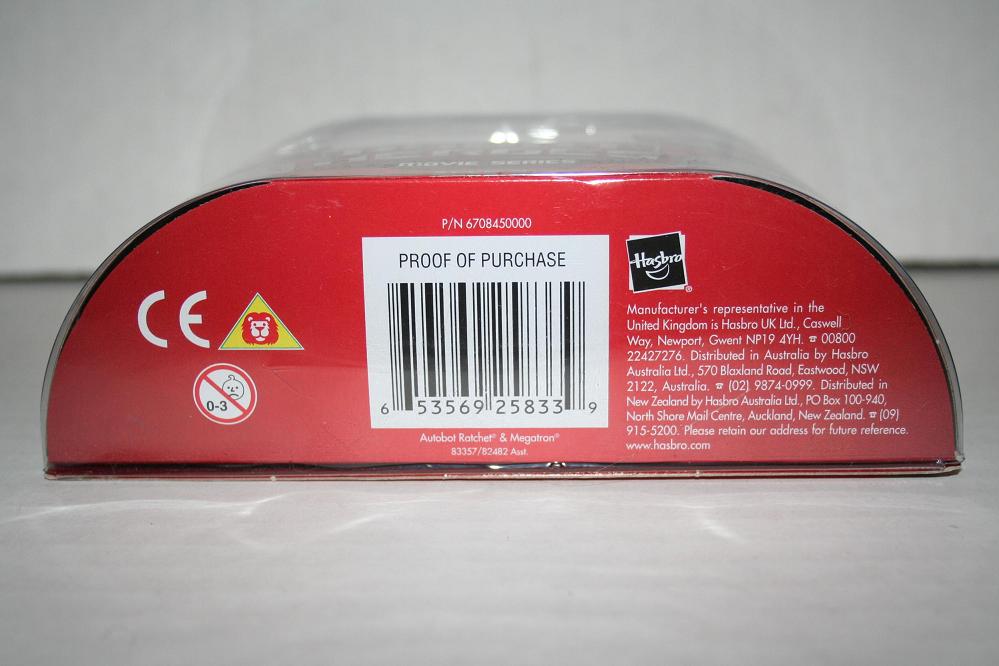 MOVIE SERIES
P/N 6708450000
PROOF OF PURCHASE
6 53569 25833 9
Autobot Ratchet® & Megatron®
83357/82482 Asst.
CE
0-3
Hasbro
®
Manufacturer's representative in the
United Kingdom is Hasbro UK Ltd., Caswell
Way, Newport, Gwent NP19 4YH. ☎ 00800
22427276. Distributed in Australia by Hasbro
Australia Ltd., 570 Blaxland Road, Eastwood, NSW
2122, Australia. ☎ (02) 9874-0999. Distributed in
New Zealand by Hasbro Australia Ltd., PO Box 100-940,
North Shore Mail Centre, Auckland, New Zealand. ☎ (09)
915-5200. Please retain our address for future reference.
www.hasbro.com